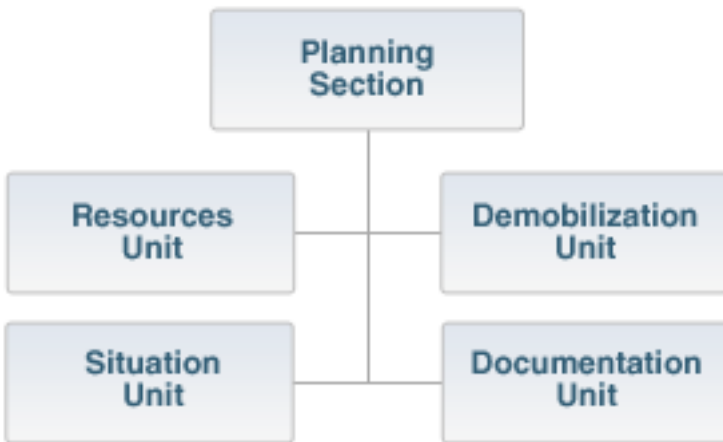 Planning
Section
Resources
Unit
Demobilization
Unit
Situation
Unit
Documentation
Unit